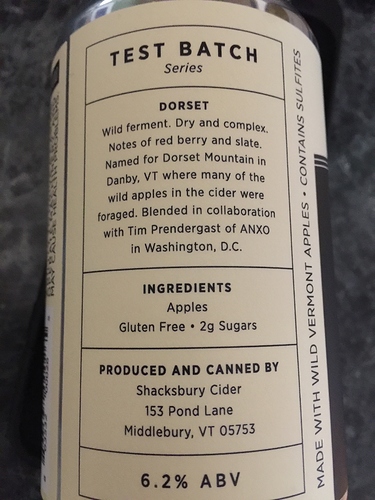 TEST BATCH
Series
DORSET
Wild ferment. Dry and complex.
Notes of red berry and slate.
Named for Dorset Mountain in
Danby, VT where many of the
wild apples in the cider were
foraged. Blended in collaboration
with Tim Prendergast of ANXO
in Washington, D.C.
INGREDIENTS
Apples
Gluten Free • 2g Sugars
PRODUCED AND CANNED BY
Shacksbury Cider
153 Pond Lane
Middlebury, VT 05753
6.2% ABV
MADE WITH WILD VERMONT APPLES • CONTAINS SULFITES